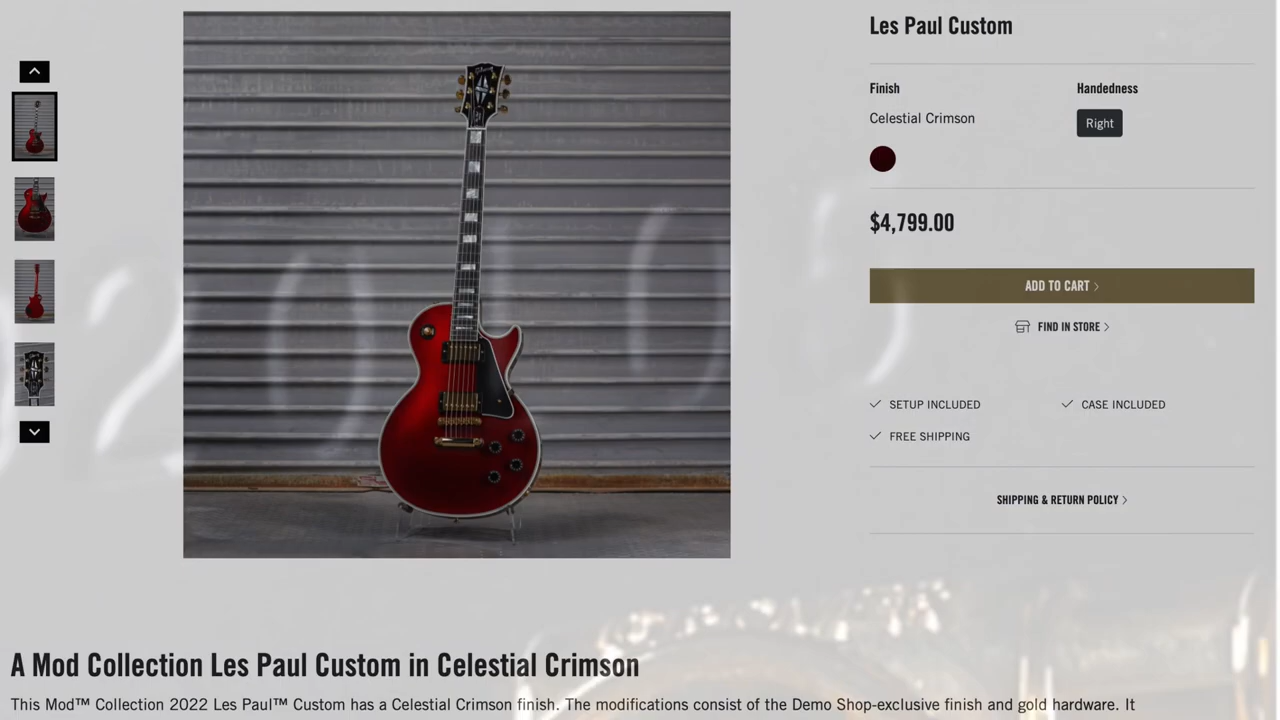 Les Paul Custom
Finish
Handedness
Celestial Crimson
Right
$4,799.00
ADD TO CART >
FIND IN STORE >
SETUP INCLUDED
CASE INCLUDED
FREE SHIPPING
SHIPPING & RETURN POLICY >
A Mod Collection Les Paul Custom in Celestial Crimson
This Mod™ Collection 2022 Les Paul™ Custom has a Celestial Crimson finish. The modifications consist of the Demo Shop-exclusive finish and gold hardware. It